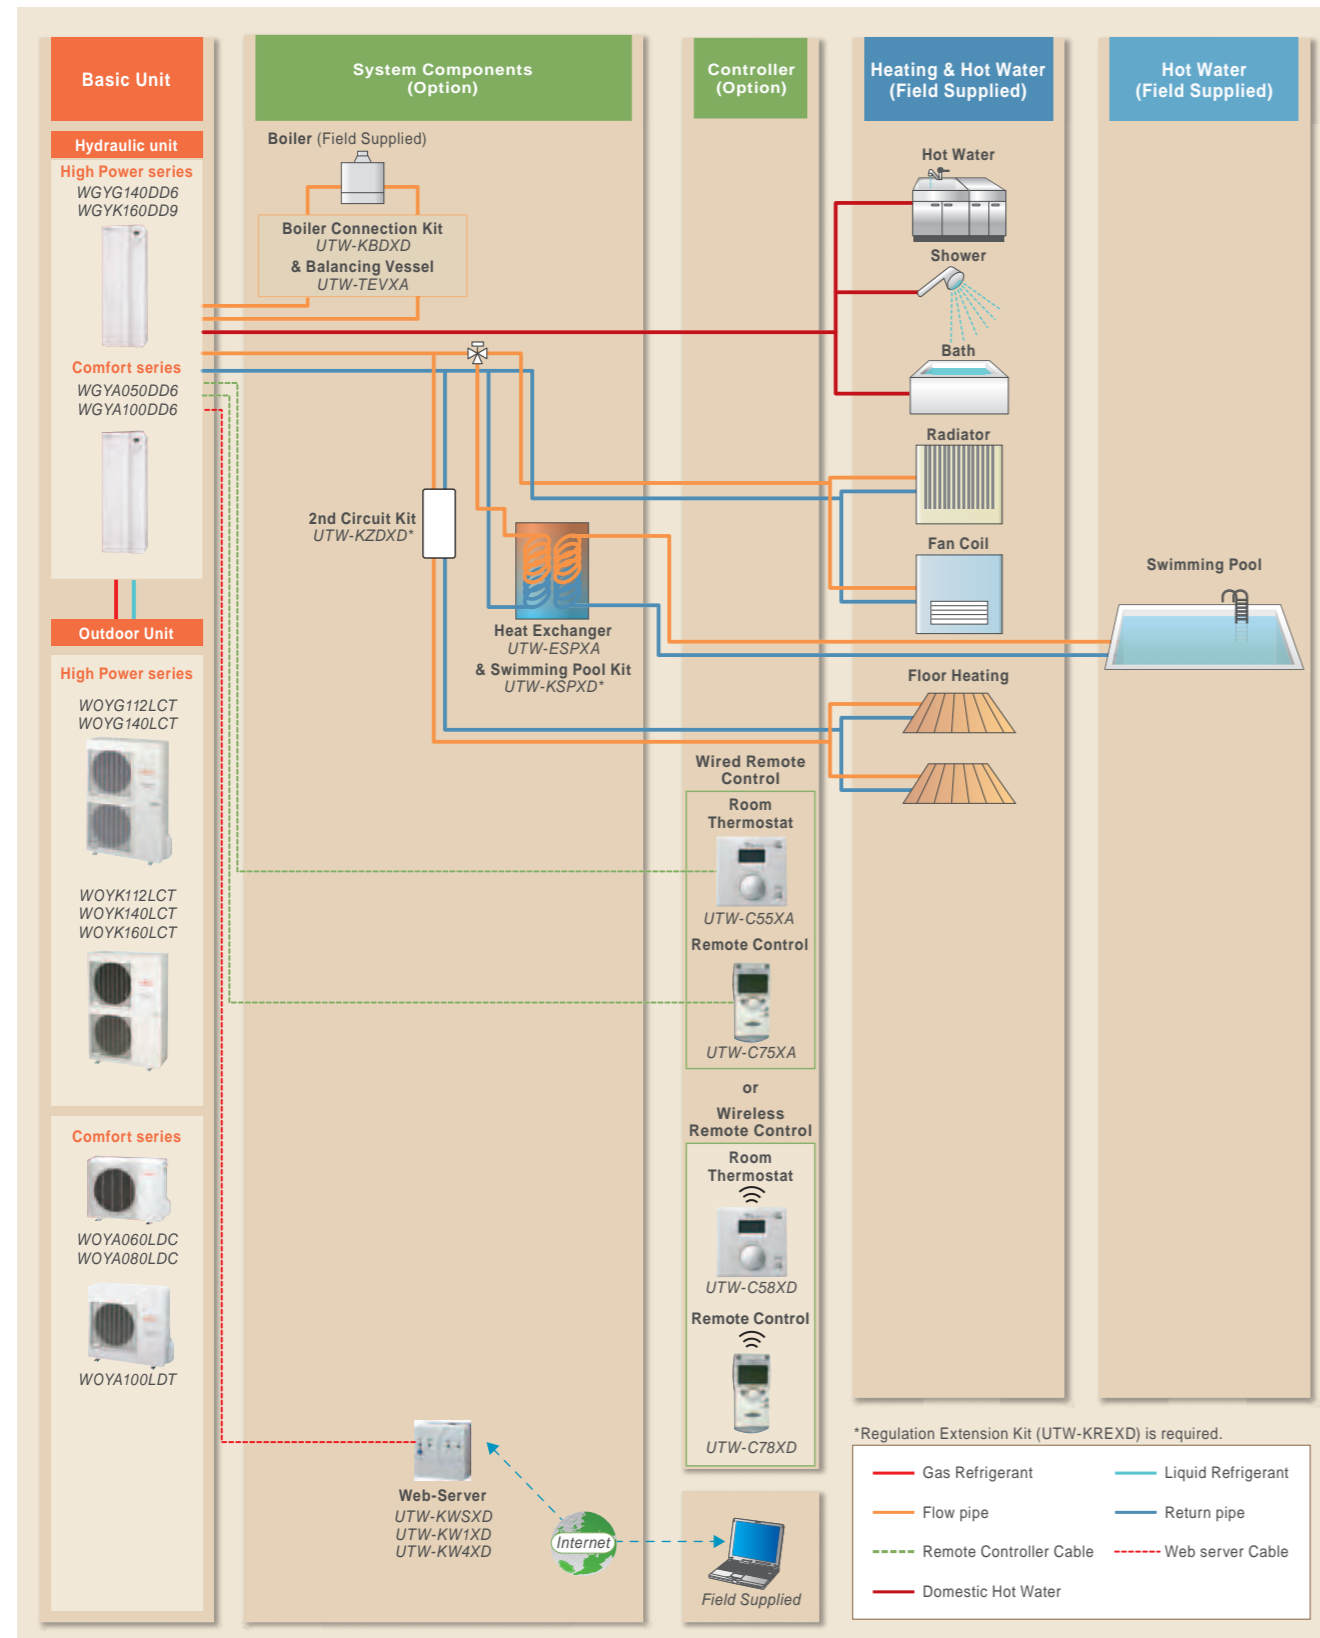 Basic Unit
System Components
(Option)
Controller
(Option)
Heating & Hot Water
(Field Supplied)
Hot Water
(Field Supplied)
Hydraulic unit
High Power series
WGYG140DD6
WGYK160DD9
Comfort series
WGYA050DD6
WGYA100DD6
Outdoor Unit
High Power series
WOYG112LCT
WOYG140LCT
WOYK112LCT
WOYK140LCT
WOYK160LCT
Comfort series
WOYA060LDC
WOYA080LDC
WOYA100LDT
Boiler (Field Supplied)
Boiler Connection Kit
UTW-KBDXD
& Balancing Vessel
UTW-TEVXA
2nd Circuit Kit
UTW-KZDXD*
Heat Exchanger
UTW-ESPXA
& Swimming Pool Kit
UTW-KSPXD*
Web-Server
UTW-KWSXD
UTW-KW1XD
UTW-KW4XD
Internet
Wired Remote
Control
Room
Thermostat
UTW-C55XA
Remote Control
UTW-C75XA
or
Wireless
Remote Control
Room
Thermostat
UTW-C58XD
Remote Control
UTW-C78XD
Field Supplied
Hot Water
Shower
Bath
Radiator
Fan Coil
Floor Heating
Swimming Pool
*Regulation Extension Kit (UTW-KREXD) is required.
Gas Refrigerant
Liquid Refrigerant
Flow pipe
Return pipe
Remote Controller Cable
Web server Cable
Domestic Hot Water